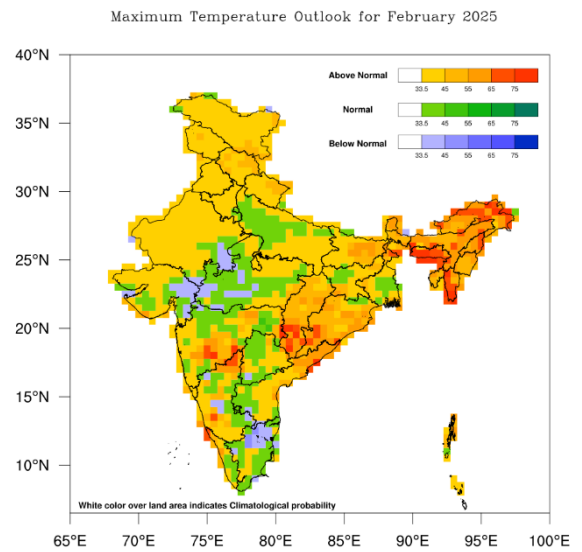 Maximum Temperature Outlook for February 2025
40°N
35°N
30°N
25°N
20°N
15°N
10°N
Above Normal
33.5 45 55 65 75
Normal
33.5 45 55 65 75
Below Normal
33.5 45 55 65 75
White color over land area indicates Climatological probability
65°E 70°E 75°E 80°E 85°E 90°E 95°E 100°E